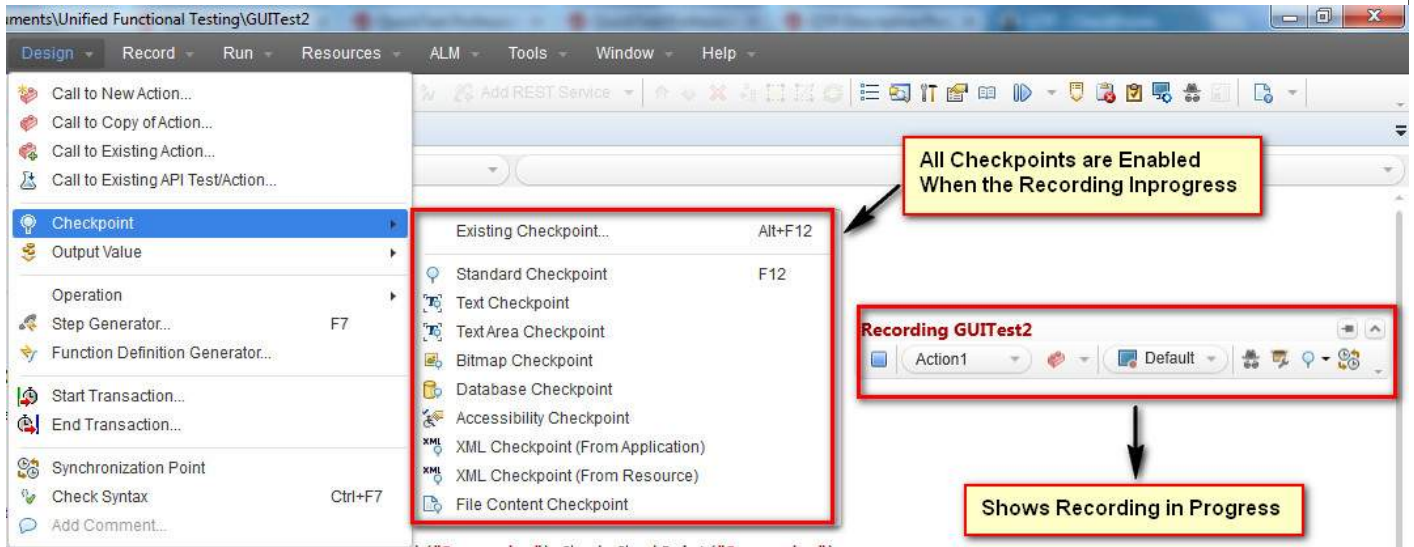 ments\Unified Functional Testing\GUITest2
Design Record Run Resources ALM Tools Window Help
Call to New Action...
Call to Copy of Action...
Call to Existing Action...
Call to Existing API Test/Action...
Checkpoint
Output Value
Operation
Step Generator... F7
Function Definition Generator...
Start Transaction...
End Transaction...
Synchronization Point
Check Syntax Ctrl+F7
Add Comment...
Add REST Service
Existing Checkpoint... Alt+F12
Standard Checkpoint F12
Text Checkpoint
Text Area Checkpoint
Bitmap Checkpoint
Database Checkpoint
Accessibility Checkpoint
XML Checkpoint (From Application)
XML Checkpoint (From Resource)
File Content Checkpoint
All Checkpoints are Enabled
When the Recording Inprogress
Recording GUITest2
Action1 Default
Shows Recording in Progress